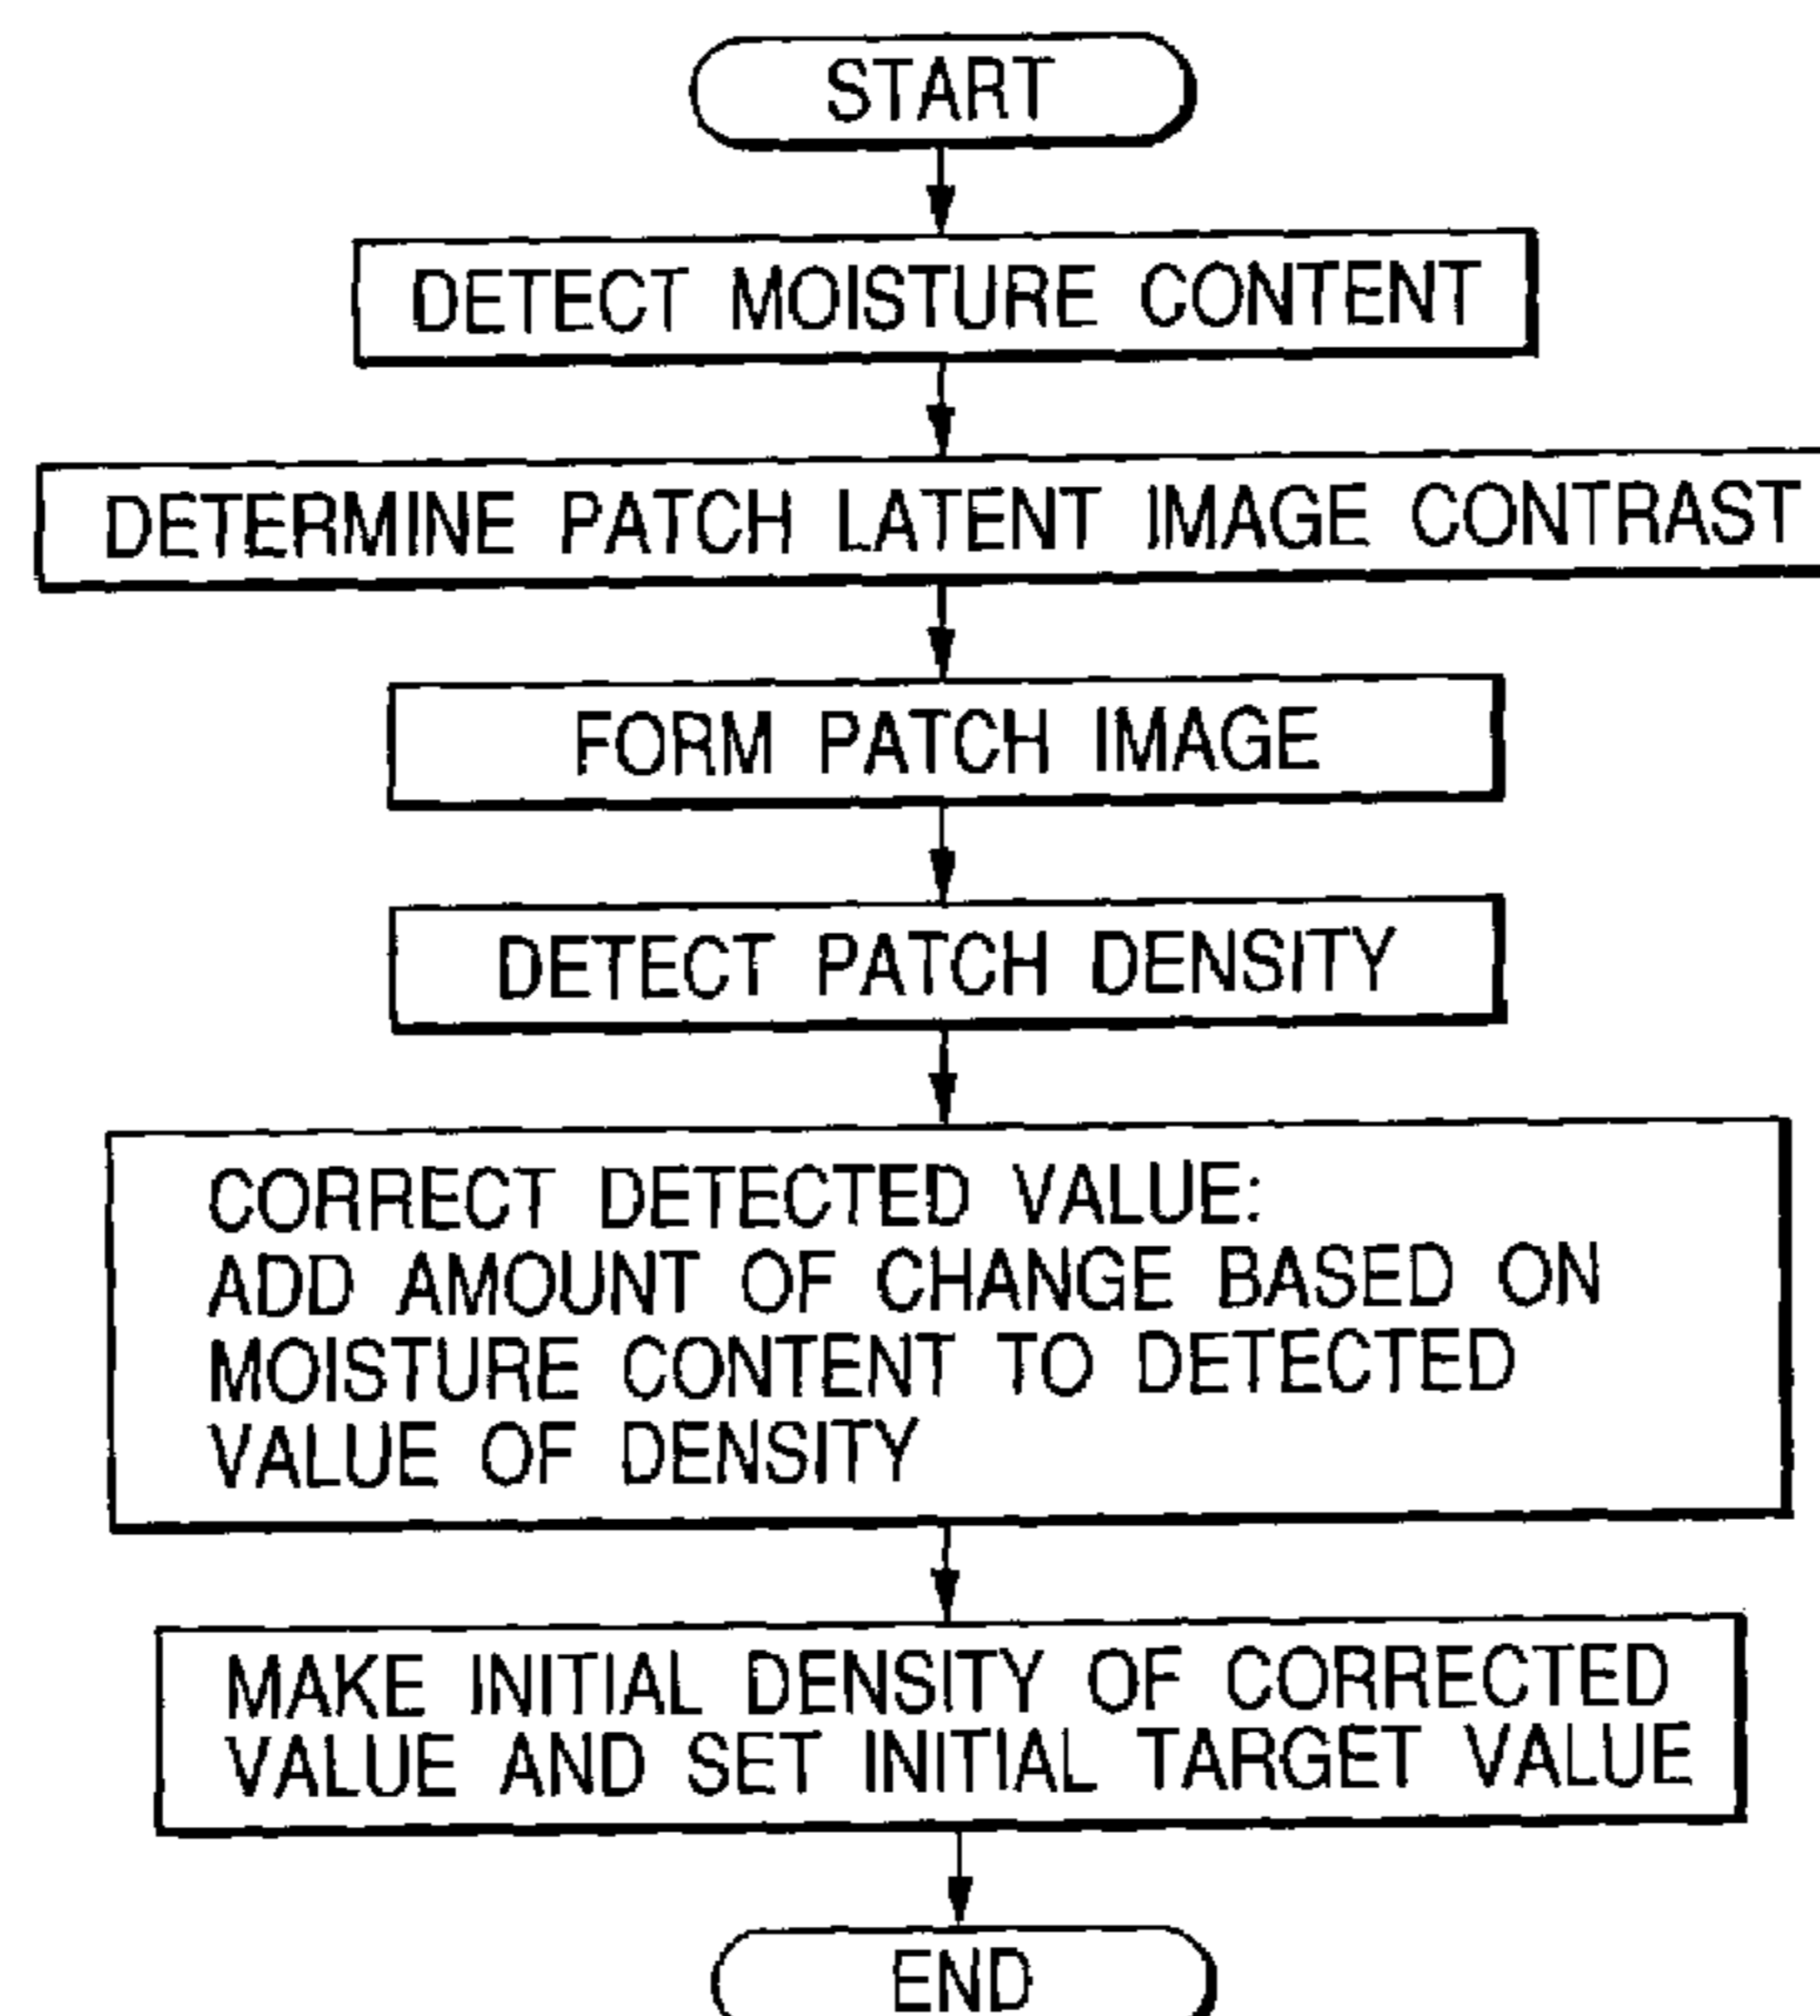 START
DETECT MOISTURE CONTENT
DETERMINE PATCH LATENT IMAGE CONTRAST
FORM PATCH IMAGE
DETECT PATCH DENSITY
CORRECT DETECTED VALUE:
ADD AMOUNT OF CHANGE BASED ON
MOISTURE CONTENT TO DETECTED
VALUE OF DENSITY
MAKE INITIAL DENSITY OF CORRECTED
VALUE AND SET INITIAL TARGET VALUE
END